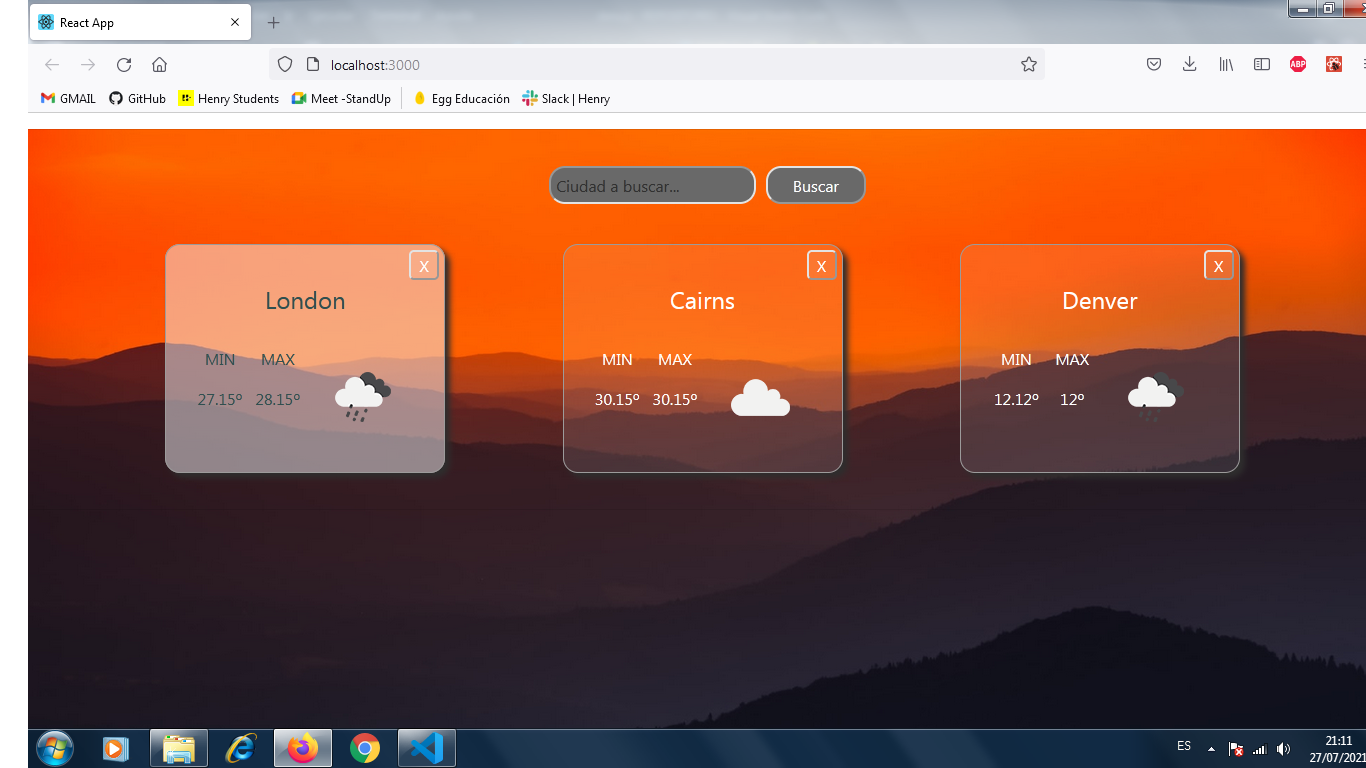 React App
localhost:3000
ABP
GMAIL GitHub Henry Students Meet -StandUp Egg Educación Slack | Henry
Ciudad a buscar... Buscar
X
London
MIN MAX
27.15º 28.15º
X
Cairns
MIN MAX
30.15º 30.15º
X
Denver
MIN MAX
12.12º 12º
ES
21:11
27/07/2021